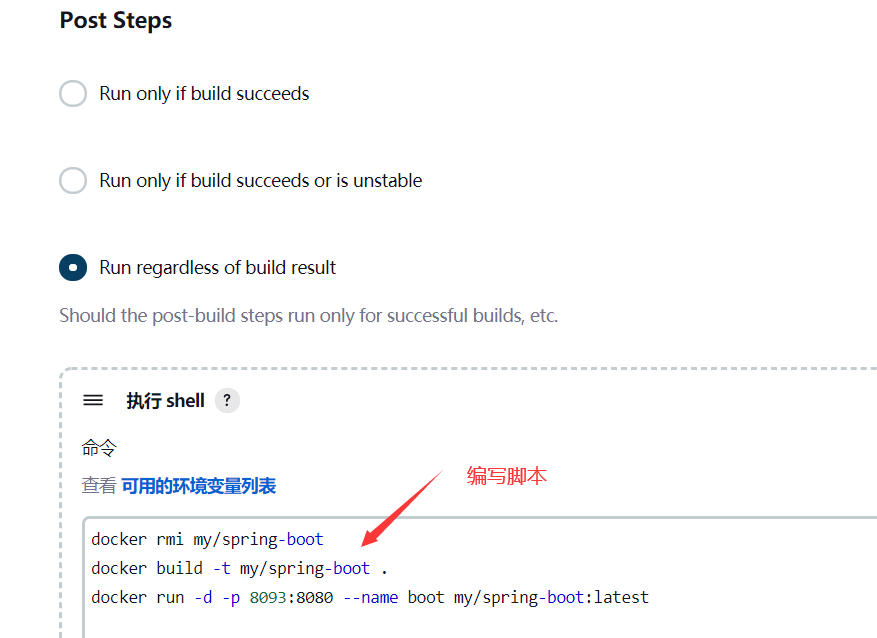 Post Steps
Run only if build succeeds
Run only if build succeeds or is unstable
Run regardless of build result
Should the post-build steps run only for successful builds, etc.
执行 shell ?
命令
查看 可用的环境变量列表
编写脚本
docker rmi my/spring-boot
docker build -t my/spring-boot .
docker run -d -p 8093:8080 --name boot my/spring-boot:latest